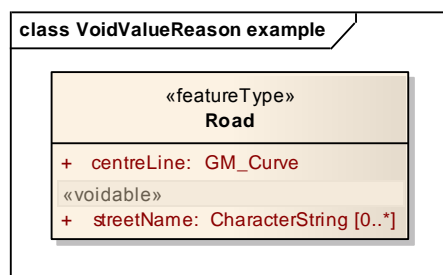 class VoidValueReason example
«featureType»
Road
+ centreLine: GM_Curve
«voidable»
+ streetName: CharacterString [0..*]